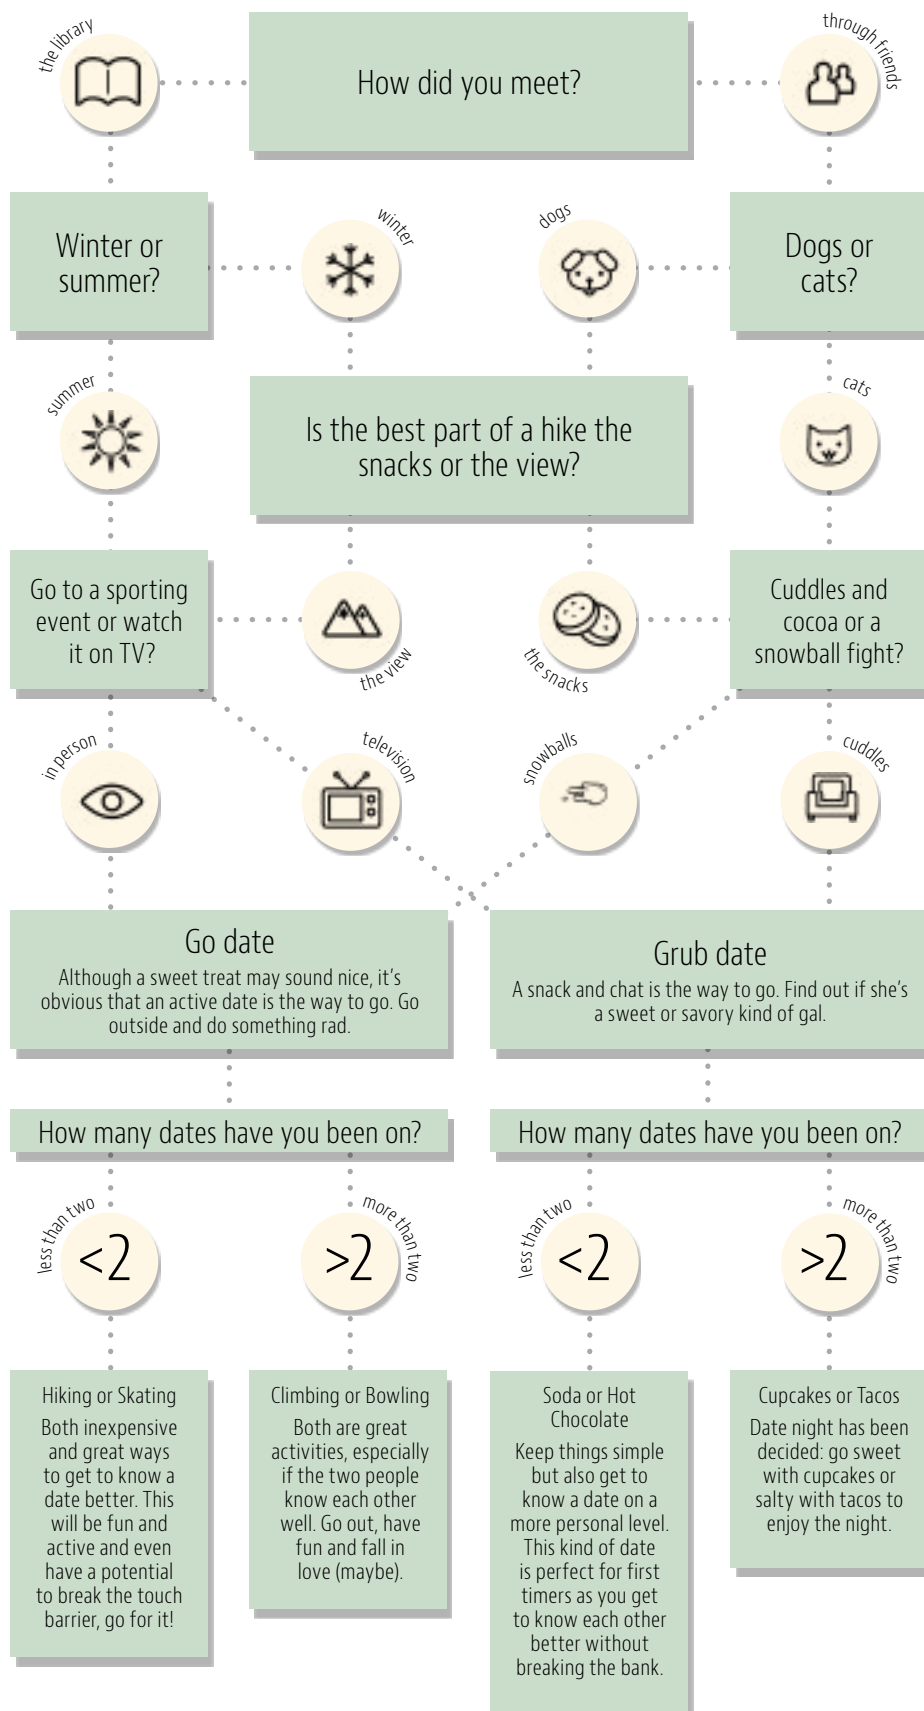 the library
How did you meet?
through friends
Winter or
summer?
winter
dogs
Dogs or
cats?
summer
Is the best part of a hike the
snacks or the view?
cats
Go to a sporting
event or watch
it on TV?
the view
the snacks
Cuddles and
cocoa or a
snowball fight?
in person
television
snowballs
cuddles
Go date
Although a sweet treat may sound nice, it's
obvious that an active date is the way to go. Go
outside and do something rad.
Grub date
A snack and chat is the way to go. Find out if she's
a sweet or savory kind of gal.
How many dates have you been on?
How many dates have you been on?
less than two
<2
more than two
>2
less than two
<2
more than two
>2
Hiking or Skating
Both inexpensive
and great ways
to get to know a
date better. This
will be fun and
active and even
have a potential
to break the touch
barrier, go for it!
Climbing or Bowling
Both are great
activities, especially
if the two people
know each other
well. Go out, have
fun and fall in
love (maybe).
Soda or Hot
Chocolate
Keep things simple
but also get to
know a date on a
more personal level.
This kind of date
is perfect for first
timers as you get
to know each other
better without
breaking the bank.
Cupcakes or Tacos
Date night has been
decided: go sweet
with cupcakes or
salty with tacos to
enjoy the night.